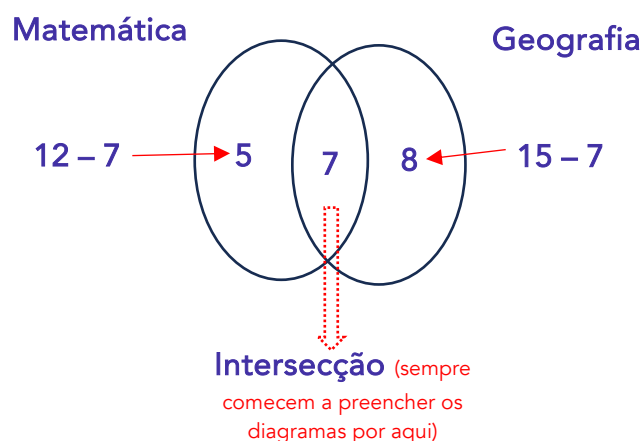 Matemática
Geografia
12 – 7
5
7
8
15 – 7
Intersecção (sempre
comecem a preencher os
diagramas por aqui)